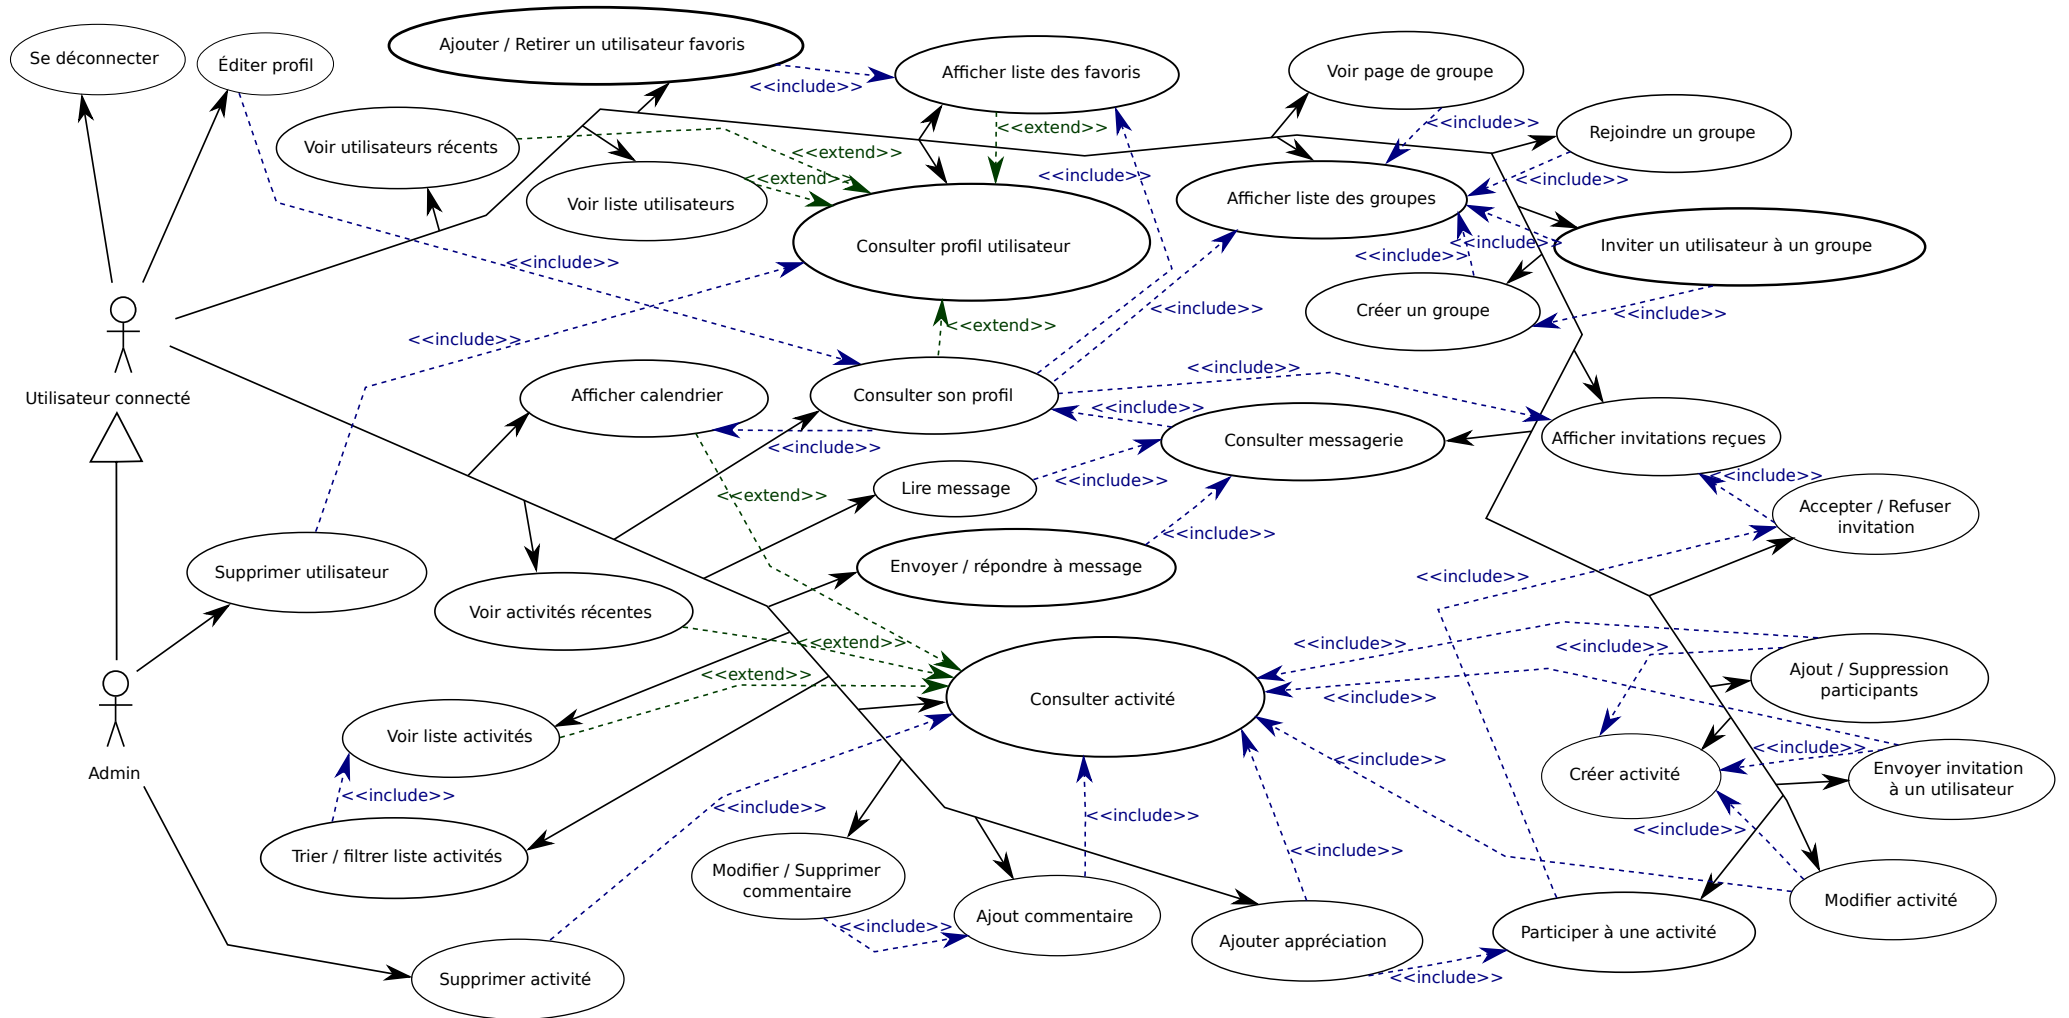 Ajouter / Retirer un utilisateur favoris
Se déconnecter
Éditer profil
<<include>>
Afficher liste des favoris
Voir page de groupe
<<include>>
<<extend>>
Rejoindre un groupe
Voir utilisateurs récents
<<extend>>
<<extend>>
<<include>>
<<include>>
Voir liste utilisateurs
Afficher liste des groupes
Consulter profil utilisateur
<<include>>
<<include>>
Inviter un utilisateur à un groupe
<<include>>
<<include>>
Créer un groupe
<<include>>
<<extend>>
<<include>>
Utilisateur connecté
Afficher calendrier
Consulter son profil
<<include>>
<<include>>
<<include>>
Consulter messagerie
Afficher invitations reçues
Lire message
<<include>>
<<include>>
<<extend>>
Accepter / Refuser
invitation
<<include>>
Envoyer / répondre à message
Supprimer utilisateur
<<include>>
Voir activités récentes
<<extend>>
<<include>>
<<include>>
<<extend>>
Ajout / Suppression
participants
Consulter activité
<<include>>
Voir liste activités
<<include>>
<<include>>
Créer activité
Envoyer invitation
à un utilisateur
Admin
<<include>>
<<include>>
<<include>>
<<include>>
<<include>>
Trier / filtrer liste activités
Modifier / Supprimer
commentaire
Modifier activité
Ajout commentaire
<<include>>
Ajouter appréciation
Participer à une activité
<<include>>
Supprimer activité